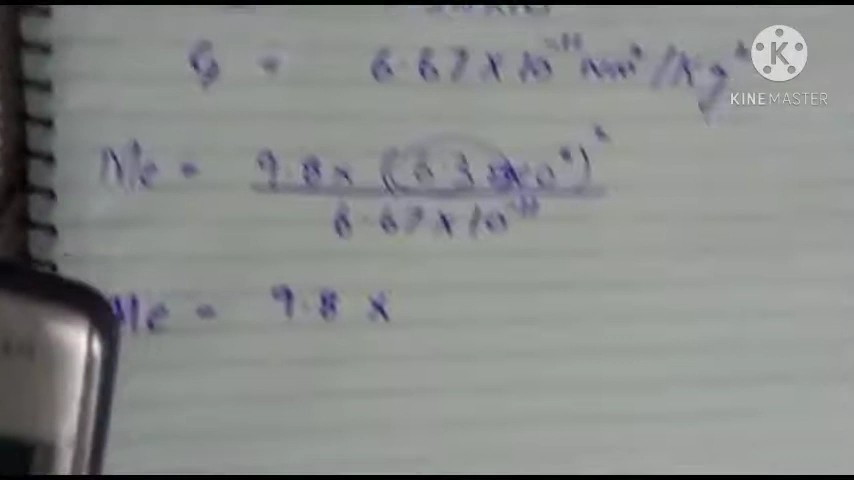 G = 6.67 x 10⁻¹¹ Nm² / Kg²
KINEMASTER
Me = 9.8 x (6.3 x 10⁶)²
6.67 x 10⁻¹¹
Me = 9.8 x